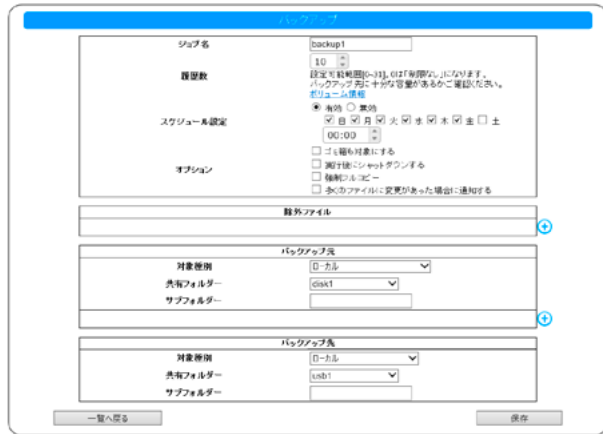 バックアップ
ジョブ名
backup1
履歴数
10
設定可能範囲[0-31]。0は「制限なし」になります。
バックアップ先に十分な容量があるかご確認ください。
ボリューム情報
スケジュール設定
有効 無効
日 月 火 水 木 金 土
00:00
オプション
ゴミ箱も対象にする
実行後にシャットダウンする
強制フルコピー
多くのファイルに変更があった場合に通知する
除外ファイル
バックアップ元
対象種別 ローカル
共有フォルダー disk1
サブフォルダー
バックアップ先
対象種別 ローカル
共有フォルダー usb1
サブフォルダー
一覧へ戻る 保存